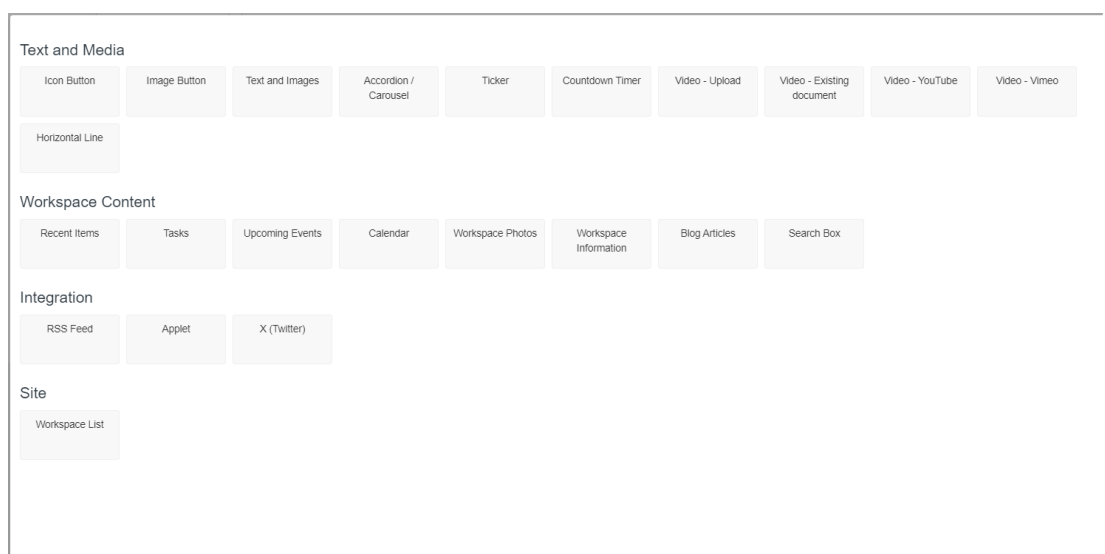 Text and Media
Icon Button
Image Button
Text and Images
Accordion /
Carousel
Ticker
Countdown Timer
Video - Upload
Video - Existing
document
Video - YouTube
Video - Vimeo
Horizontal Line
Workspace Content
Recent Items
Tasks
Upcoming Events
Calendar
Workspace Photos
Workspace
Information
Blog Articles
Search Box
Integration
RSS Feed
Applet
X (Twitter)
Site
Workspace List